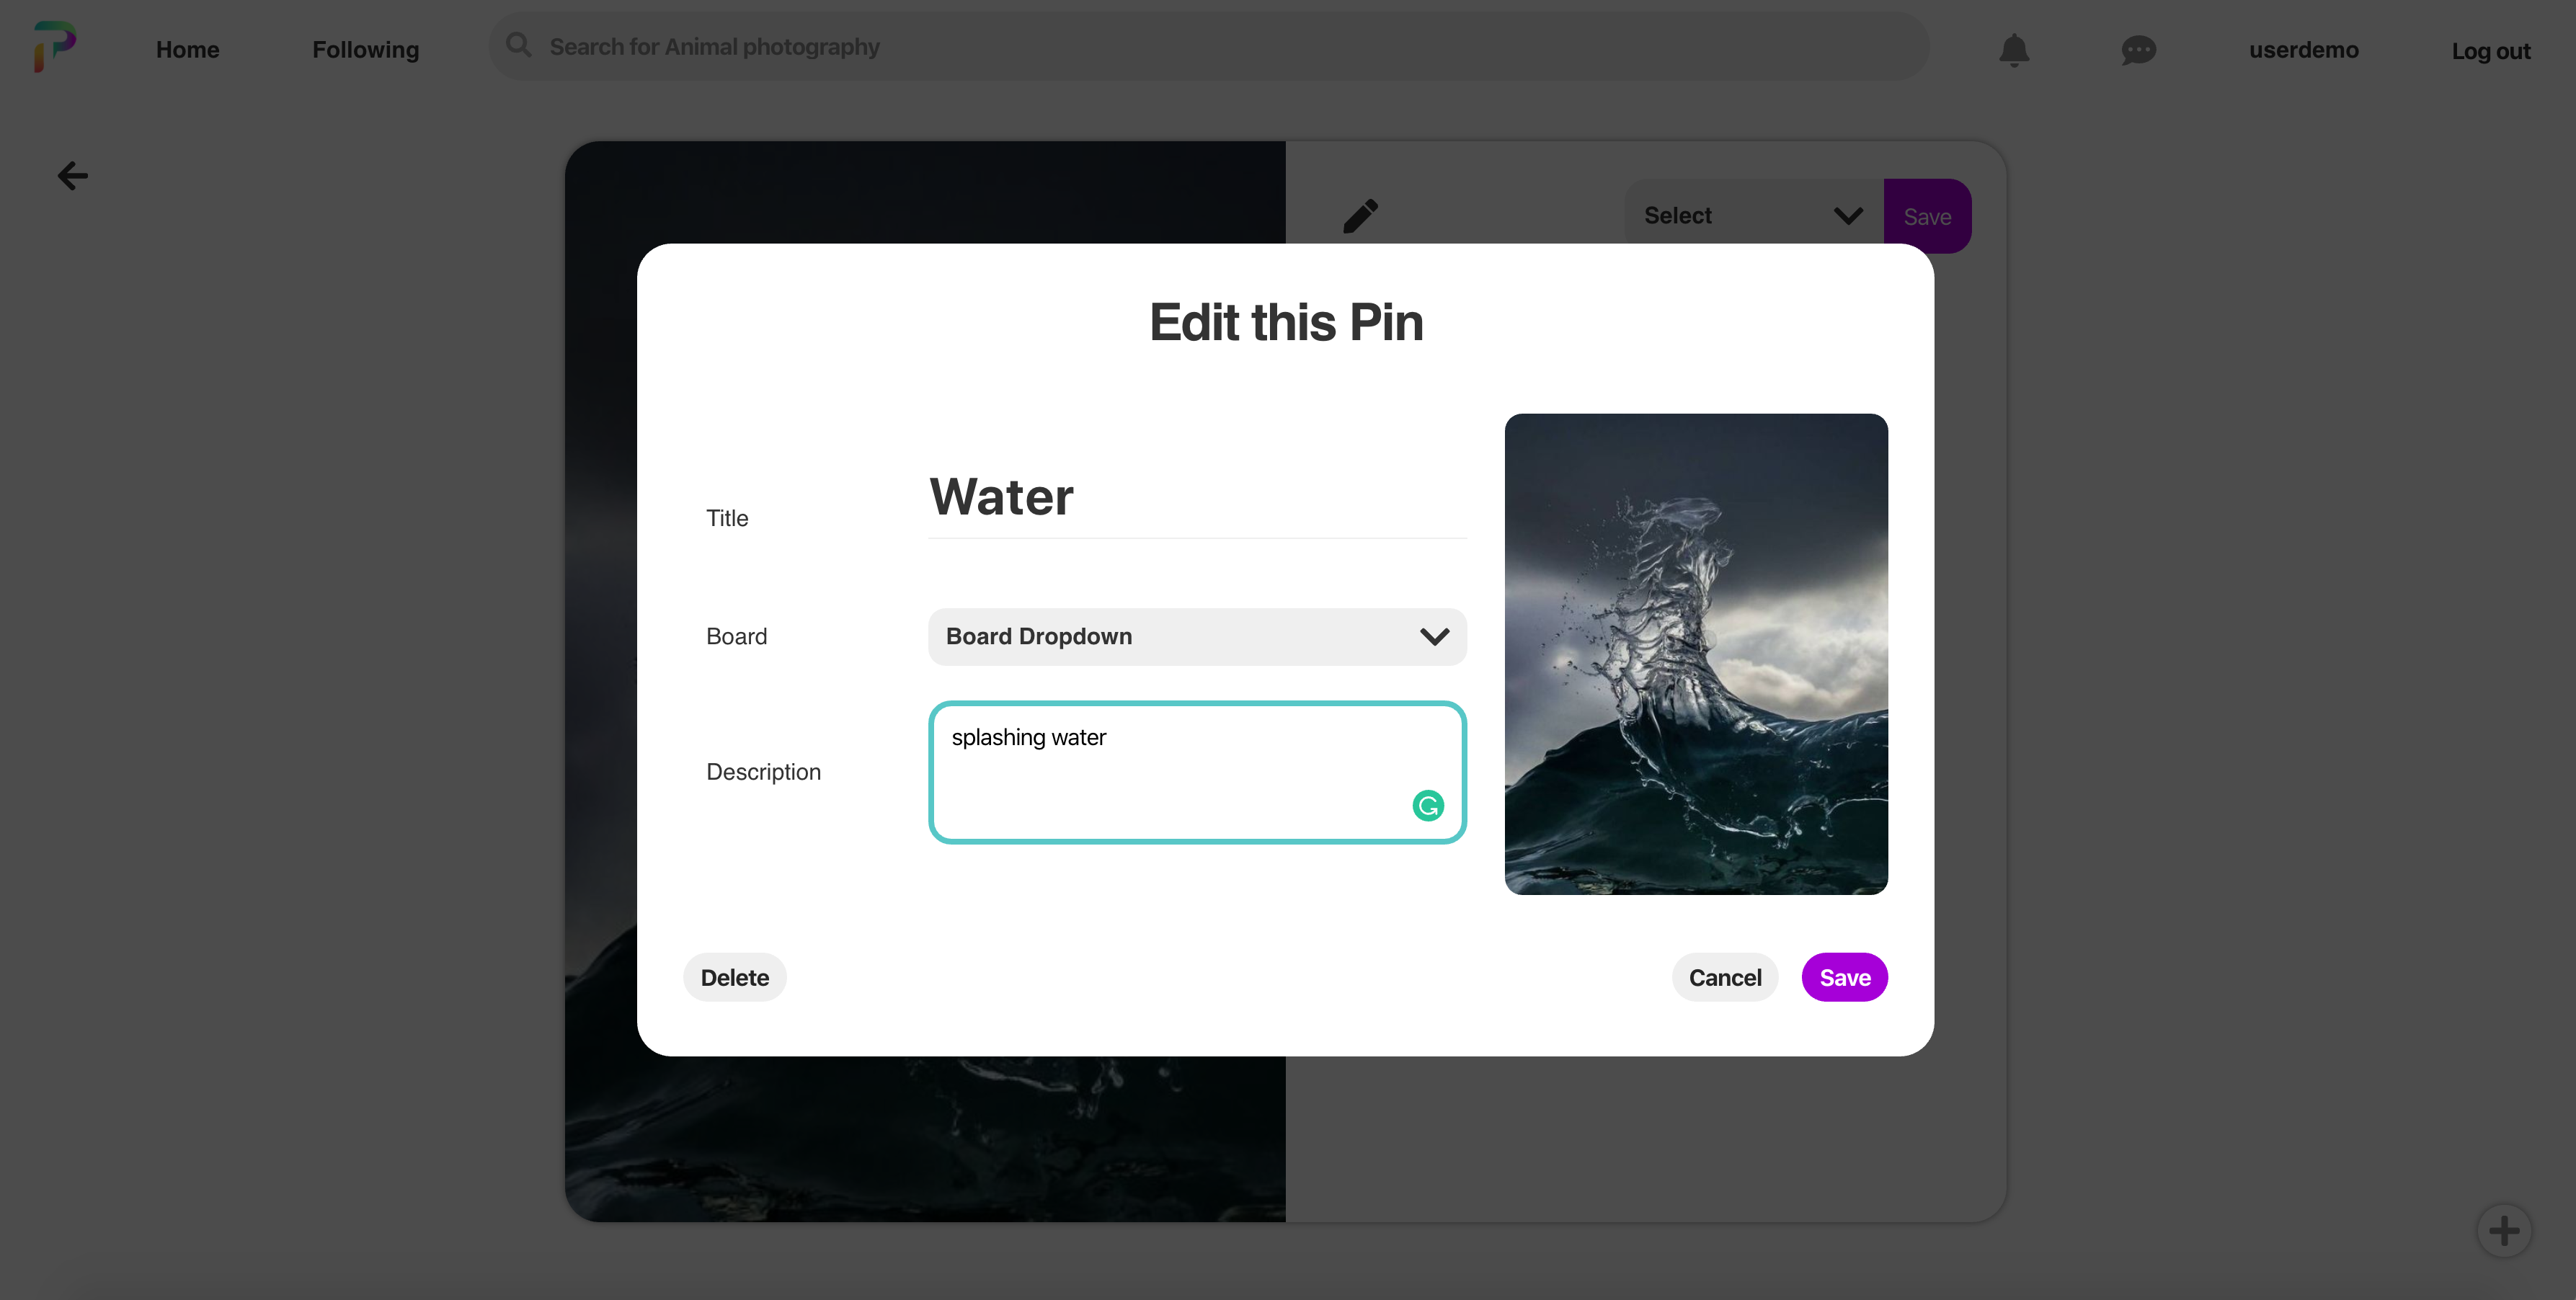 Home
Following
Search for Animal photography
userdemo
Log out
Select
Save
Edit this Pin
Title
Water
Board
Board Dropdown
Description
splashing water
Delete
Cancel
Save